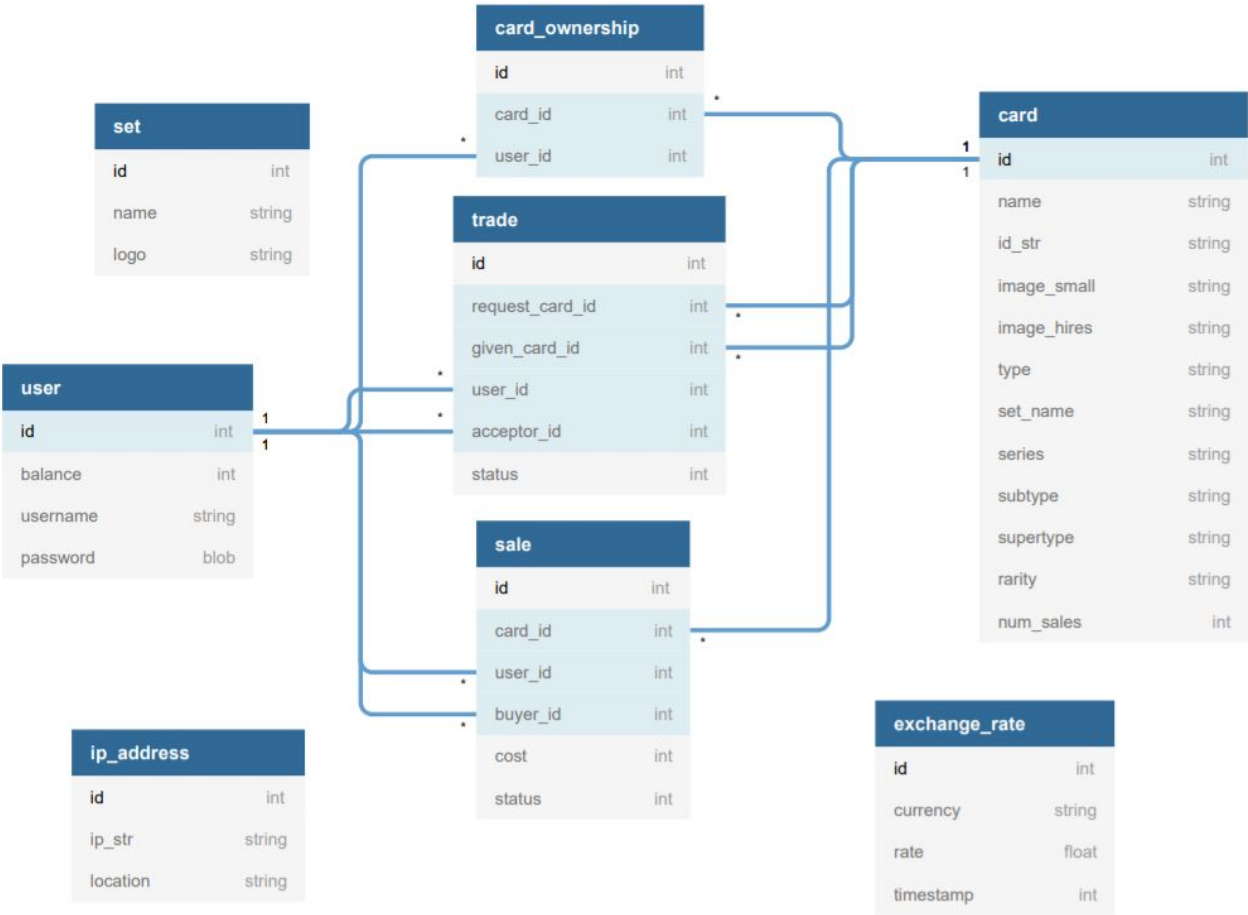 card_ownership
id int
card_id int
user_id int
*
*
set
id int
name string
logo string
card
id int
name string
id_str string
image_small string
image_hires string
type string
set_name string
series string
subtype string
supertype string
rarity string
num_sales int
1
1
trade
id int
request_card_id int
given_card_id int
user_id int
acceptor_id int
status int
*
*
*
*
user
id int
balance int
username string
password blob
1
1
sale
id int
card_id int
user_id int
buyer_id int
cost int
status int
*
*
*
ip_address
id int
ip_str string
location string
exchange_rate
id int
currency string
rate float
timestamp int